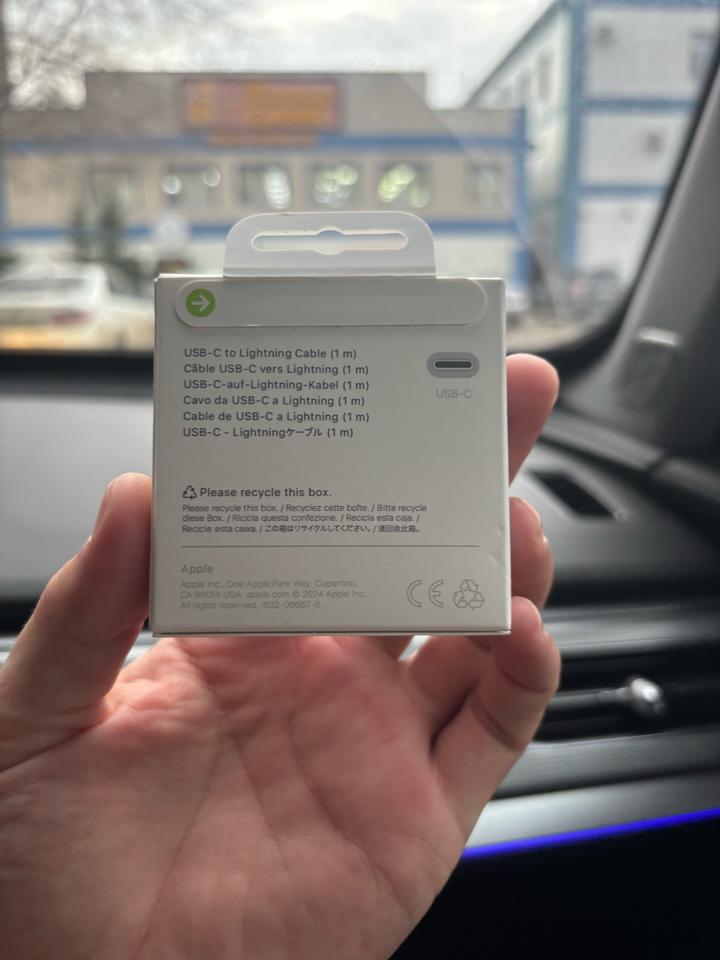 USB-C to Lightning Cable (1 m)
Câble USB-C vers Lightning (1 m)
USB-C-auf-Lightning-Kabel (1 m)
Cavo da USB-C a Lightning (1 m)
Cable de USB-C a Lightning (1 m)
USB-C - Lightningケーブル (1 m)
USB-C
Please recycle this box.
Please recycle this box. / Recyclez cette boîte. / Bitte recycle
diese Box. / Ricicla questa confezione. / Recicla esta caja. /
Recicle esta caixa. / この箱はリサイクルしてください。/ 请回收此箱。
Apple
Apple Inc., One Apple Park Way, Cupertino,
CA 95014 USA. apple.com © 2024 Apple Inc.
All rights reserved. 602-06667-B
CE